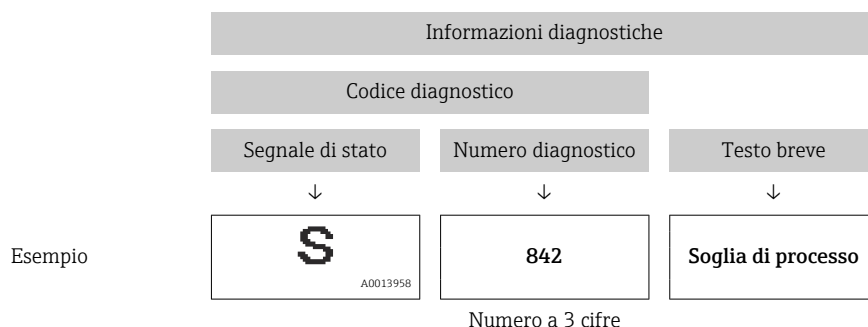 Informazioni diagnostiche
Codice diagnostico
Segnale di stato Numero diagnostico Testo breve
↓ ↓ ↓
Esempio S 842 Soglia di processo
A0013958
Numero a 3 cifre